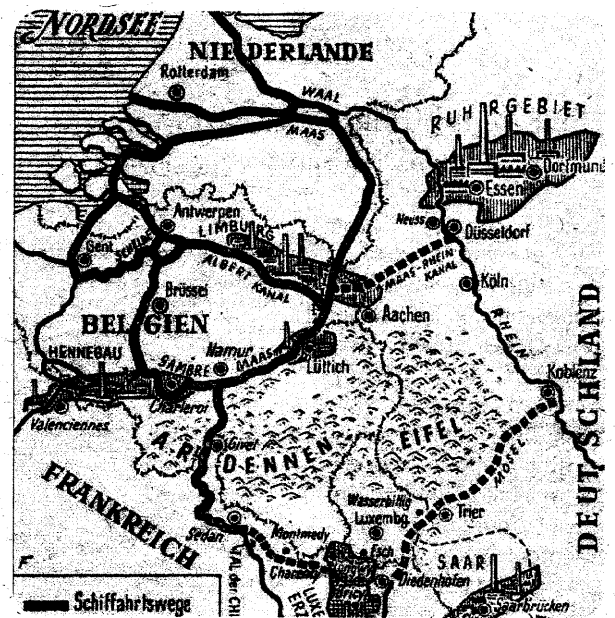 NORDSEE
NIEDERLANDE
Rotterdam
WAAL
MAAS
RUHRGEBIET
Dortmund
Essen
Neuss
Düsseldorf
Antwerpen
LIMBURG
Gent
SCHELDE
ALBERT KANAL
MAAS-RHEIN
KANAL
Köln
Brüssel
Aachen
RHEIN
BELGIEN
HENNEGAU
Namur
SAMBRE
MAAS
Lüttich
Koblenz
DEUTSCHLAND
Charleroi
Valenciennes
ARDENNEN
Givet
EIFEL
MOSEL
FRANKREICH
Wasserbillig
Luxembg.
Trier
Sedan
Montmedy
Esch
SAAR
Diedenhofen
Saarbrücken
F
Schiffahrtswege